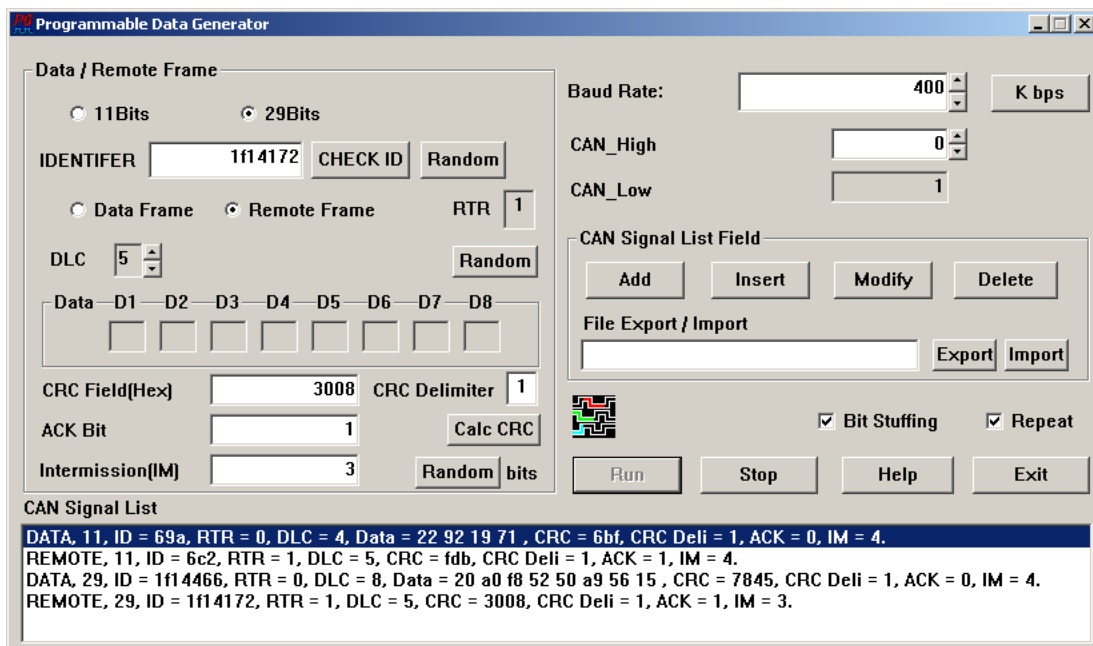 PG Programmable Data Generator
Data / Remote Frame
11Bits 29Bits
IDENTIFER 1f14172 CHECK ID Random
Data Frame Remote Frame RTR 1
DLC 5 Random
Data D1 D2 D3 D4 D5 D6 D7 D8
CRC Field(Hex) 3008 CRC Delimiter 1
ACK Bit 1 Calc CRC
Intermission(IM) 3 Random bits
Baud Rate: 400 K bps
CAN_High 0
CAN_Low 1
CAN Signal List Field
Add Insert Modify Delete
File Export / Import
Export Import
Bit Stuffing Repeat
Run Stop Help Exit
CAN Signal List
DATA, 11, ID = 69a, RTR = 0, DLC = 4, Data = 22 92 19 71 , CRC = 6bf, CRC Deli = 1, ACK = 0, IM = 4.
REMOTE, 11, ID = 6c2, RTR = 1, DLC = 5, CRC = fdb, CRC Deli = 1, ACK = 1, IM = 4.
DATA, 29, ID = 1f14466, RTR = 0, DLC = 8, Data = 20 a0 f8 52 50 a9 56 15 , CRC = 7845, CRC Deli = 1, ACK = 0, IM = 4.
REMOTE, 29, ID = 1f14172, RTR = 1, DLC = 5, CRC = 3008, CRC Deli = 1, ACK = 1, IM = 3.